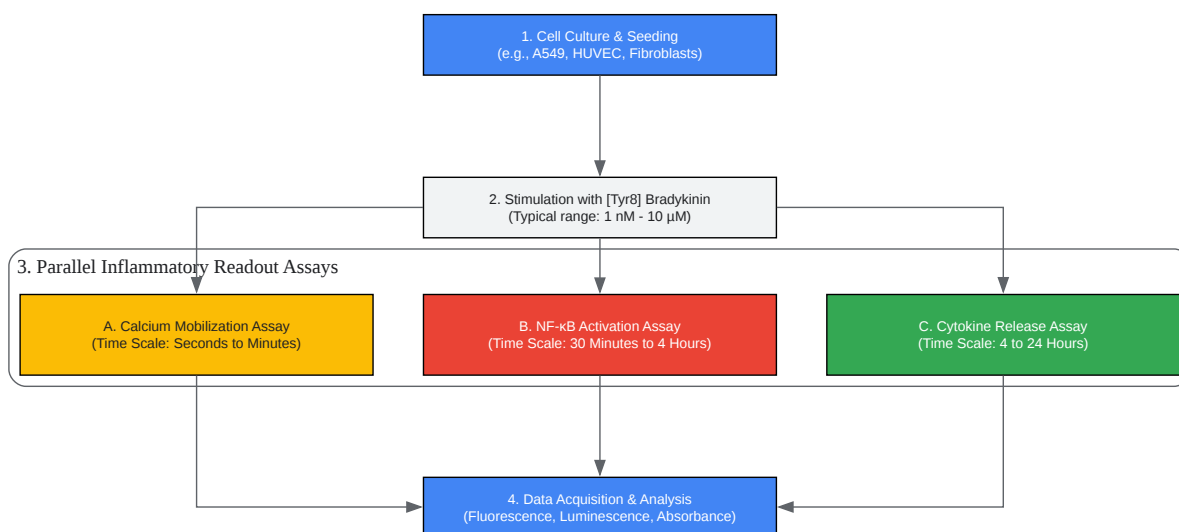 1. Cell Culture & Seeding
(e.g., A549, HUVEC, Fibroblasts)
2. Stimulation with [Tyr8] Bradykinin
(Typical range: 1 nM - 10 µM)
3. Parallel Inflammatory Readout Assays
A. Calcium Mobilization Assay
(Time Scale: Seconds to Minutes)
B. NF-κB Activation Assay
(Time Scale: 30 Minutes to 4 Hours)
C. Cytokine Release Assay
(Time Scale: 4 to 24 Hours)
4. Data Acquisition & Analysis
(Fluorescence, Luminescence, Absorbance)